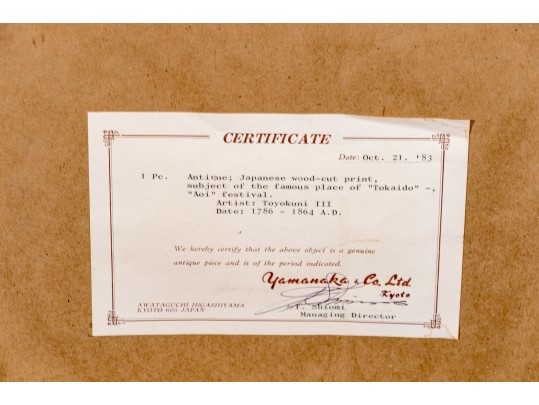 CERTIFICATE
Date: Oct. 21. '83
1 Pc. Antique; Japanese wood-cut print,
subject of the famous place of "Tokaido" -,
"Aoi" festival.
Artist: Toyokuni III
Date: 1786 - 1864 A.D.
We hereby certify that the above object is a genuine
antique piece and is of the period indicated.
Yamanaka & Co. Ltd.
Kyoto
T. Shiomi
Managing Director
AWATAGUCHI HIGASHIYAMA
KYOTO 605 JAPAN